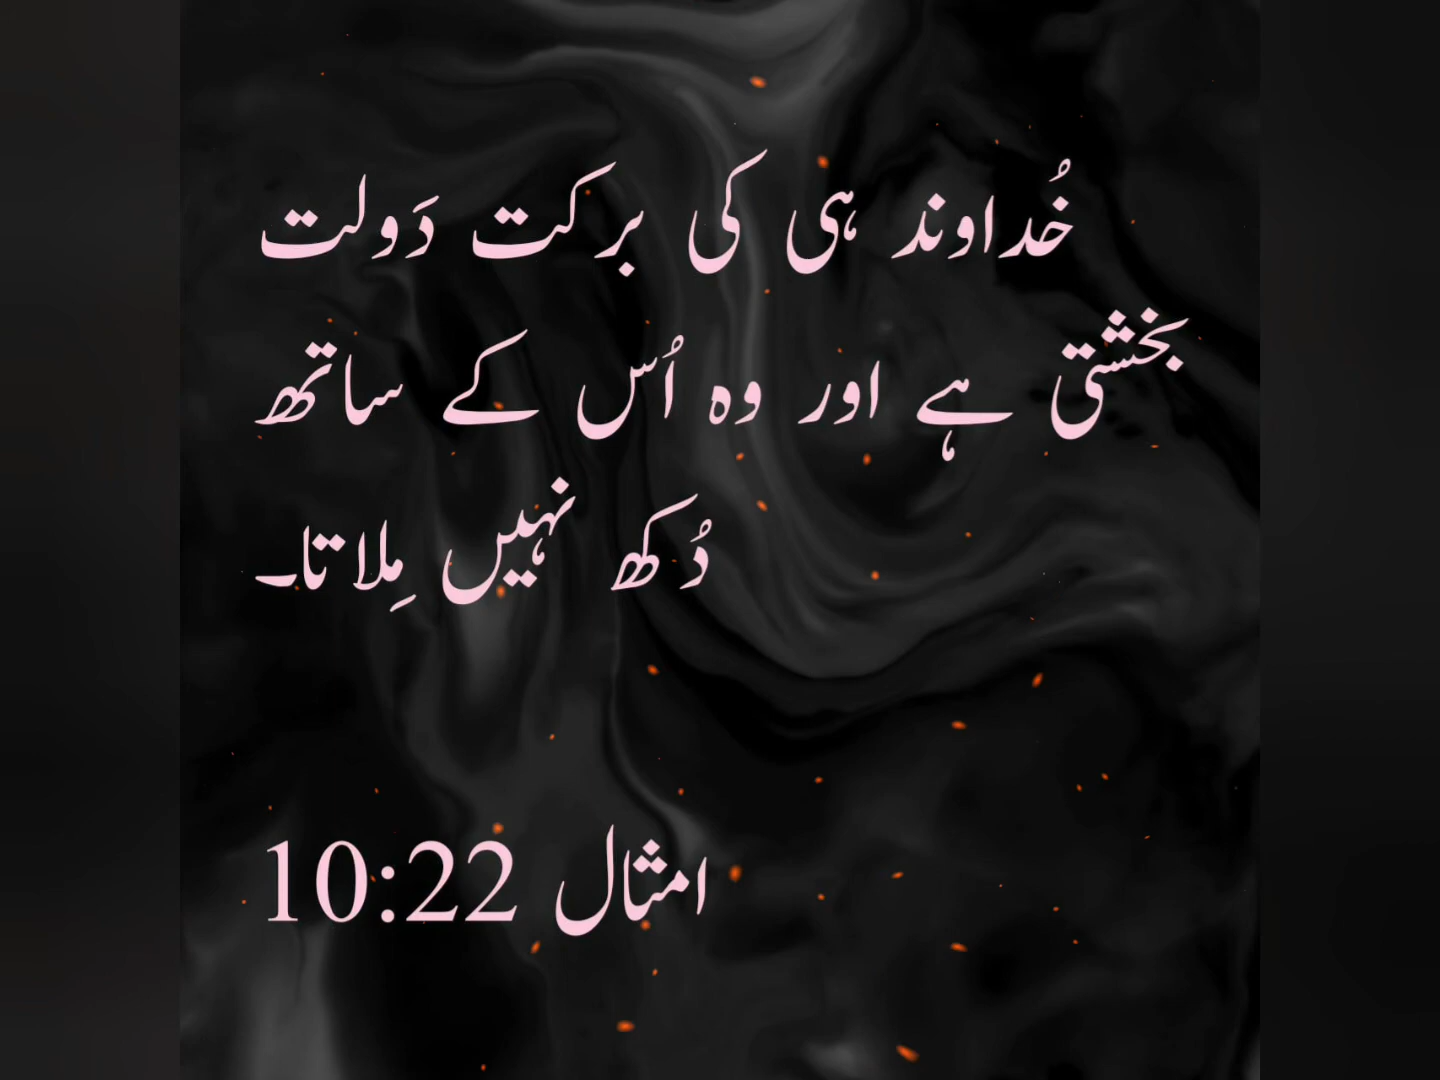 خُداوند ہی کی برکت دَولت
بخشتی ہے اور وہ اُس کے ساتھ
دُکھ نہیں مِلاتا۔
امثال 10:22